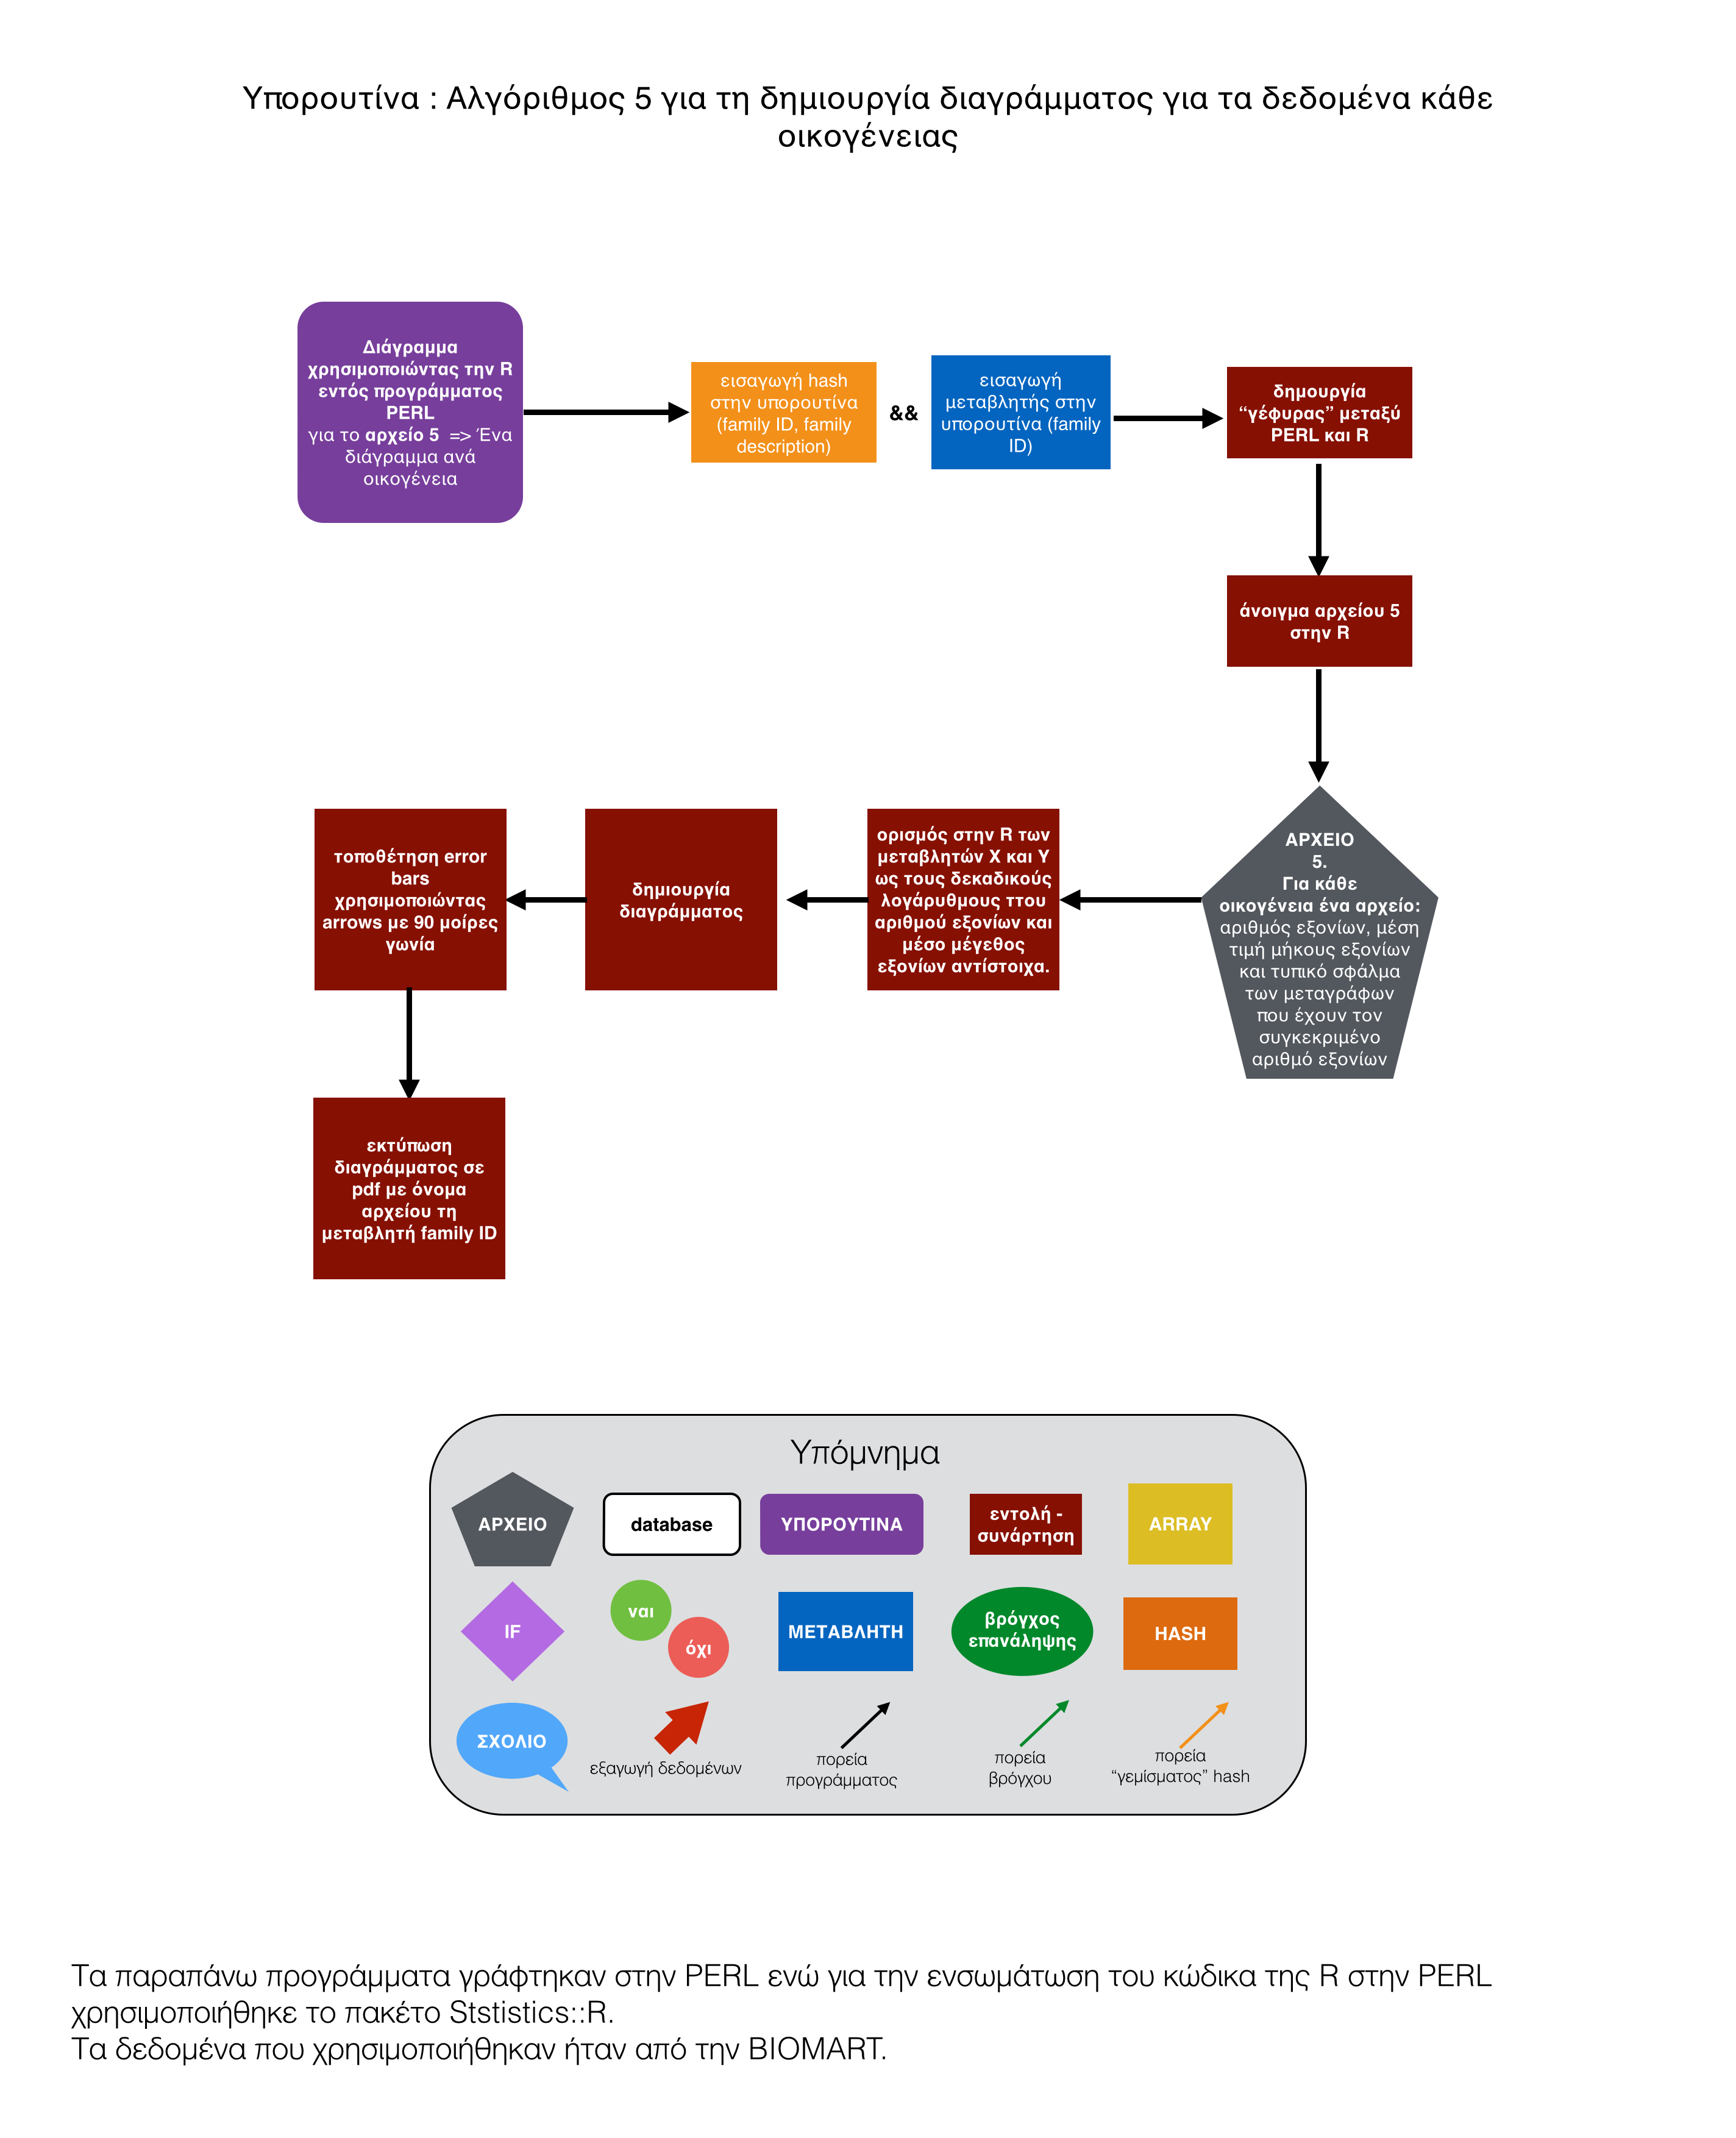 Υπορουτίνα : Αλγόριθμος 5 για τη δημιουργία διαγράμματος για τα δεδομένα κάθε
οικογένειας
Διάγραμμα
χρησιμοποιώντας την R
εντός προγράμματος
PERL
για το αρχείο 5 => Ένα
διάγραμμα ανά
οικογένεια
εισαγωγή hash
στην υπορουτίνα
(family ID, family
description)
&&
εισαγωγή
μεταβλητής στην
υπορουτίνα (family
ID)
δημουργία
“γέφυρας” μεταξύ
PERL και R
άνοιγμα αρχείου 5
στην R
ΑΡΧΕΙΟ
5.
Για κάθε
οικογένεια ένα αρχείο:
αριθμός εξονίων, μέση
τιμή μήκους εξονίων
και τυπικό σφάλμα
των μεταγράφων
που έχουν τον
συγκεκριμένο
αριθμό εξονίων
ορισμός στην R των
μεταβλητών Χ και Υ
ως τους δεκαδικούς
λογάρυθμους ττου
αριθμού εξονίων και
μέσο μέγεθος
εξονίων αντίστοιχα.
δημιουργία
διαγράμματος
τοποθέτηση error
bars
χρησιμοποιώντας
arrows με 90 μοίρες
γωνία
εκτύπωση
διαγράμματος σε
pdf με όνομα
αρχείου τη
μεταβλητή family ID
Υπόμνημα
ΑΡΧΕΙΟ
database
ΥΠΟΡΟΥΤΙΝΑ
εντολή -
συνάρτηση
ARRAY
IF
ναι
όχι
ΜΕΤΑΒΛΗΤΗ
βρόγχος
επανάληψης
HASH
ΣΧΟΛΙΟ
εξαγωγή δεδομένων
πορεία
προγράμματος
πορεία
βρόγχου
πορεία
“γεμίσματος” hash
Τα παραπάνω προγράμματα γράφτηκαν στην PERL ενώ για την ενσωμάτωση του κώδικα της R στην PERL
χρησιμοποιήθηκε το πακέτο Ststistics::R.
Τα δεδομένα που χρησιμοποιήθηκαν ήταν από την BIOMART.